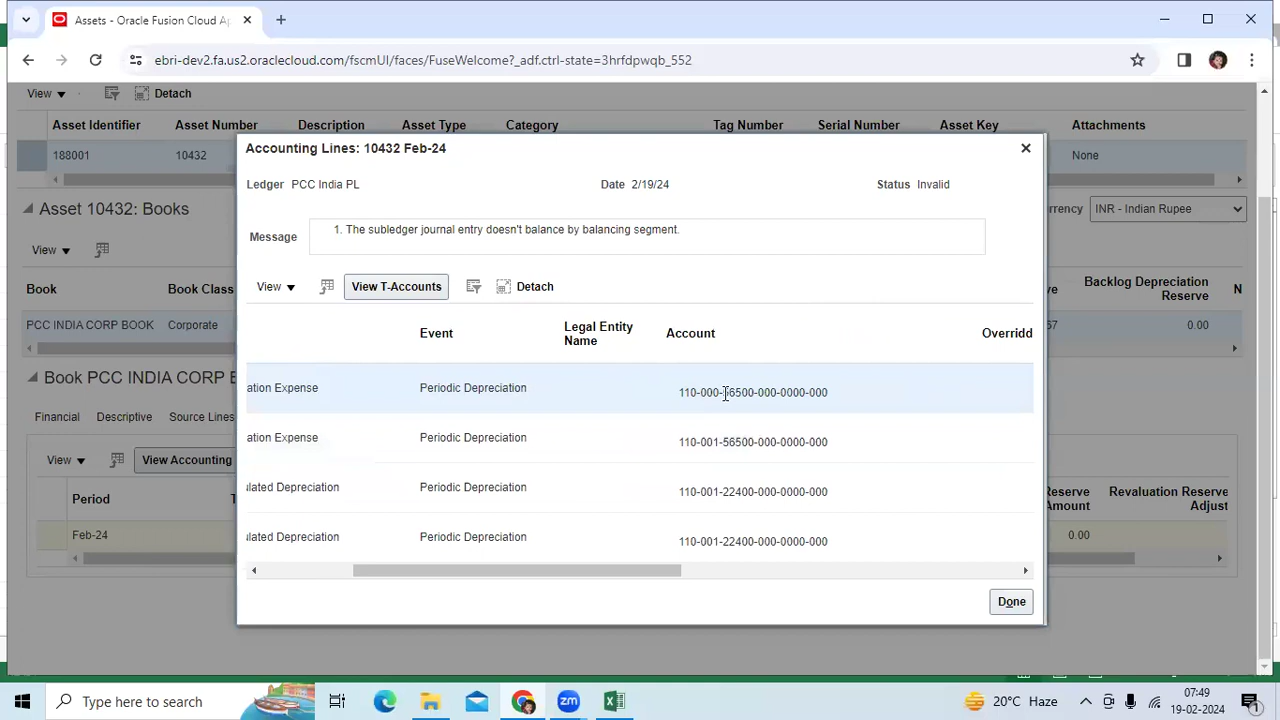 Assets - Oracle Fusion Cloud Ap
ebri-dev2.fa.us2.oraclecloud.com/fscmUI/faces/FuseWelcome?_adf.ctrl-state=3hrfdpwqb_552
View Detach
Asset Identifier Asset Number Description Asset Type Category Tag Number Serial Number Asset Key Attachments
188001 10432 None
Asset 10432: Books
INR - Indian Rupee
View
Book Book Class Backlog Depreciation Reserve
PCC INDIA CORP BOOK Corporate 0.00
Book PCC INDIA CORP
Financial Descriptive Source Lines
View View Accounting
Period Reserve Amount Revaluation Reserve Adjust
Feb-24 0.00
Accounting Lines: 10432 Feb-24
Ledger PCC India PL Date 2/19/24 Status Invalid
Message 1. The subledger journal entry doesn't balance by balancing segment.
View View T-Accounts Detach
Event Legal Entity Name Account Overridd
ation Expense Periodic Depreciation 110-000-56500-000-0000-000
ation Expense Periodic Depreciation 110-001-56500-000-0000-000
ulated Depreciation Periodic Depreciation 110-001-22400-000-0000-000
ulated Depreciation Periodic Depreciation 110-001-22400-000-0000-000
Done
Type here to search
20°C Haze
07:49
19-02-2024